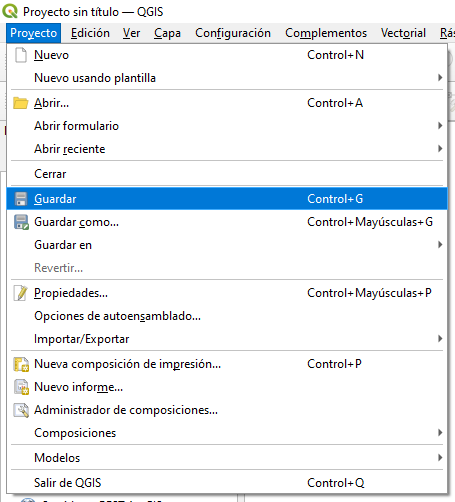 Proyecto sin título — QGIS
Proyecto Edición Ver Capa Configuración Complementos Vectorial
Nuevo Control+N
Nuevo usando plantilla
Abrir... Control+A
Abrir formulario
Abrir reciente
Cerrar
Guardar Control+G
Guardar como... Control+Mayúsculas+G
Guardar en
Revertir...
Propiedades... Control+Mayúsculas+P
Opciones de autoensamblado...
Importar/Exportar
Nueva composición de impresión... Control+P
Nuevo informe...
Administrador de composiciones...
Composiciones
Modelos
Salir de QGIS Control+Q